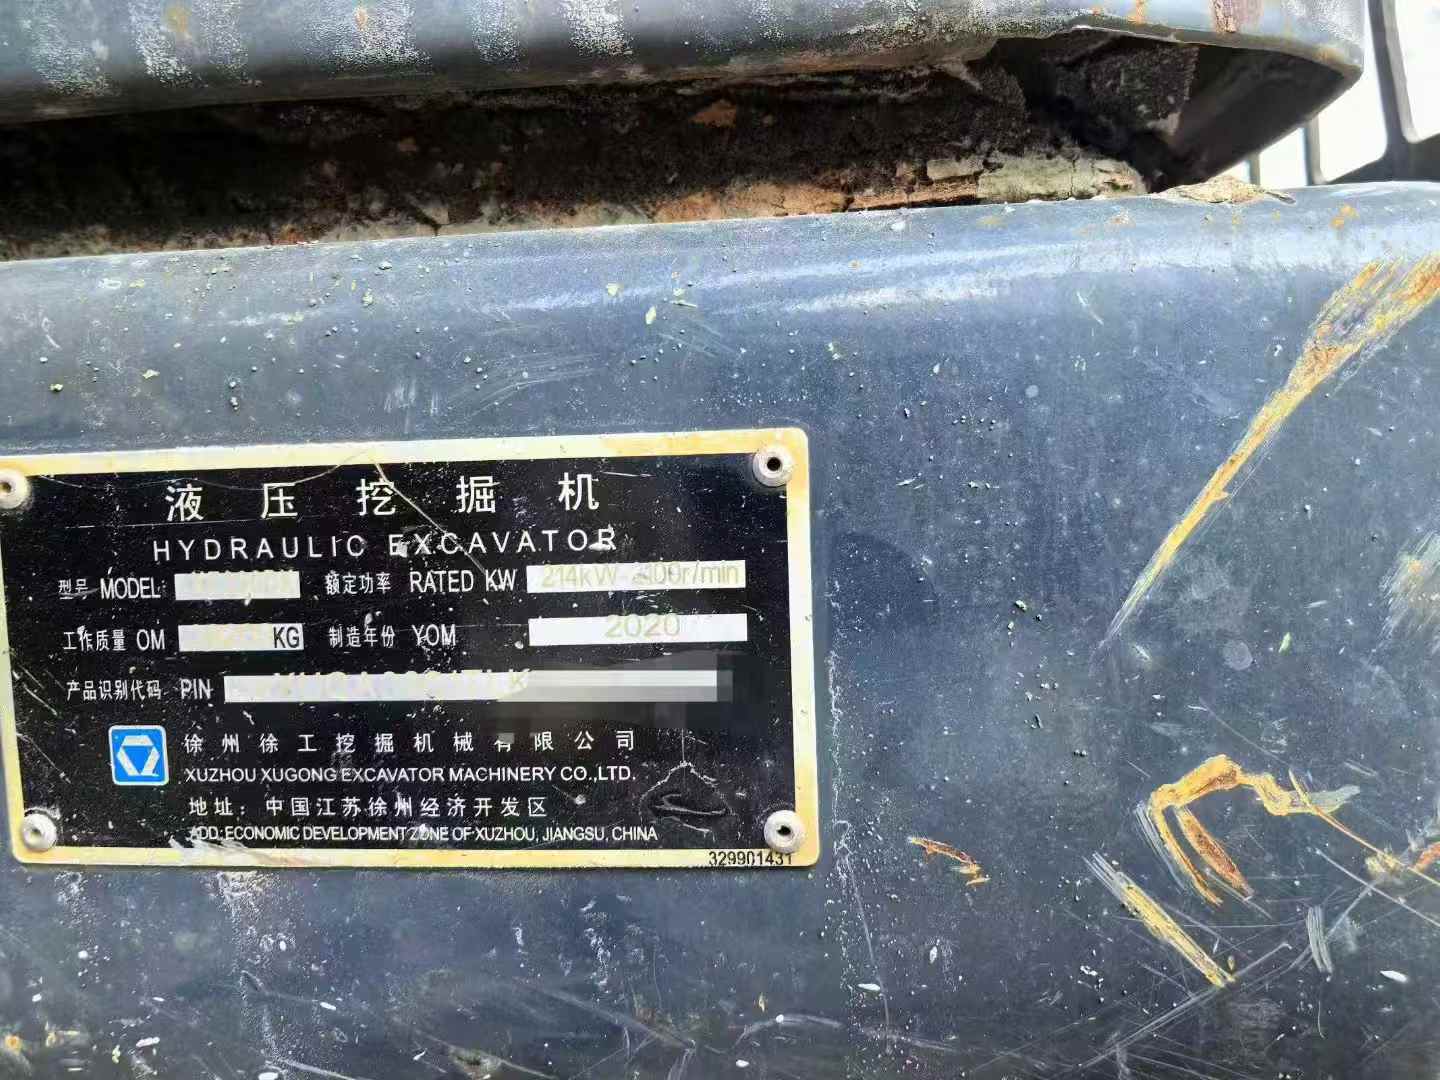 液压挖掘机
HYDRAULIC EXCAVATOR
型号 MODEL: 额定功率 RATED KW 214kW-2100r/min
工作质量 OM KG 制造年份 YOM 2020
产品识别代码 PIN
徐州徐工挖掘机械有限公司
XUZHOU XUGONG EXCAVATOR MACHINERY CO.,LTD.
地址: 中国江苏徐州经济开发区
ADD: ECONOMIC DEVELOPMENT ZONE OF XUZHOU, JIANGSU, CHINA
329901431